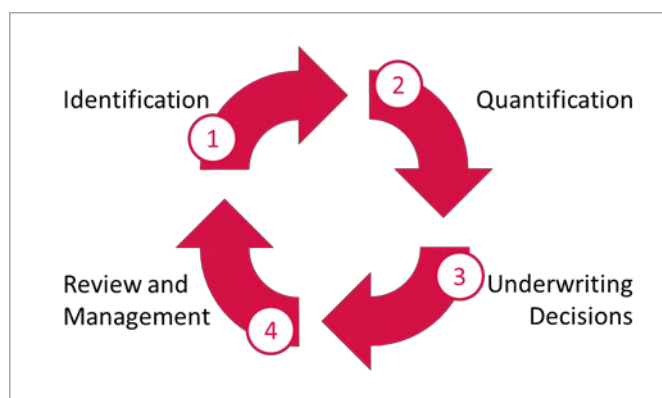 Identification
1
2
Quantification
3
Underwriting
Decisions
Review and
Management
4